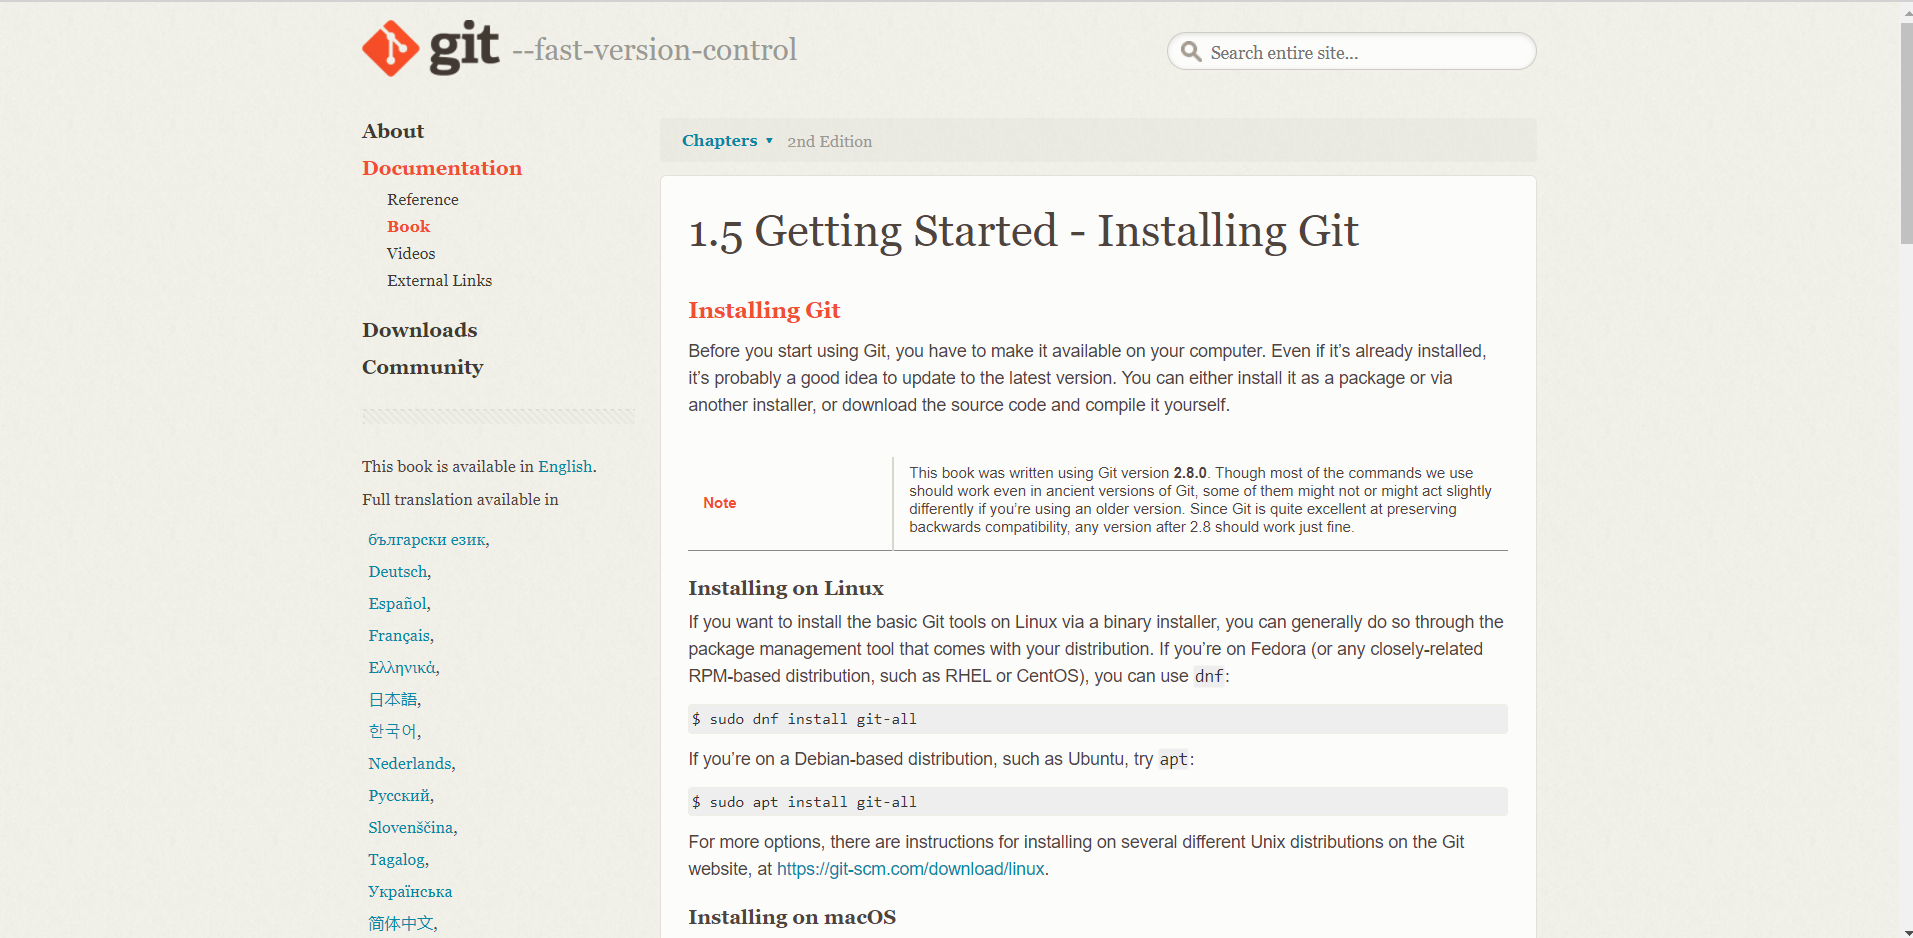 git --fast-version-control
Search entire site...
About
Documentation
Reference
Book
Videos
External Links
Downloads
Community
This book is available in English.
Full translation available in
български език,
Deutsch,
Español,
Français,
Ελληνικά,
日本語,
한국어,
Nederlands,
Русский,
Slovenščina,
Tagalog,
Українська
简体中文,
Chapters ▾ 2nd Edition
1.5 Getting Started - Installing Git
Installing Git
Before you start using Git, you have to make it available on your computer. Even if it’s already installed,
it’s probably a good idea to update to the latest version. You can either install it as a package or via
another installer, or download the source code and compile it yourself.
Note
This book was written using Git version 2.8.0. Though most of the commands we use
should work even in ancient versions of Git, some of them might not or might act slightly
differently if you’re using an older version. Since Git is quite excellent at preserving
backwards compatibility, any version after 2.8 should work just fine.
Installing on Linux
If you want to install the basic Git tools on Linux via a binary installer, you can generally do so through the
package management tool that comes with your distribution. If you’re on Fedora (or any closely-related
RPM-based distribution, such as RHEL or CentOS), you can use dnf:
$ sudo dnf install git-all
If you’re on a Debian-based distribution, such as Ubuntu, try apt:
$ sudo apt install git-all
For more options, there are instructions for installing on several different Unix distributions on the Git
website, at https://git-scm.com/download/linux.
Installing on macOS